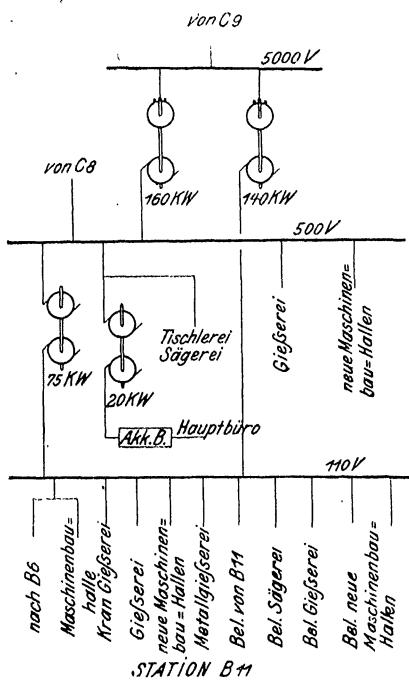 von C9
5000 V
von C8
160 KW
140 KW
500 V
Tischlerei
Sägerei
Gießerei
neue Maschinen=
bau=Hallen
75 KW
20 KW
Akk. B.
Hauptbüro
110 V
nach B6
Maschinenbau=
halle
Kran Gießerei
Gießerei
neue Maschinen=
bau=Hallen
Metallgießerei
Bel. von B11
Bel. Sägerei
Bel. Gießerei
Bel. neue
Maschinenbau=
Hallen
STATION B 11